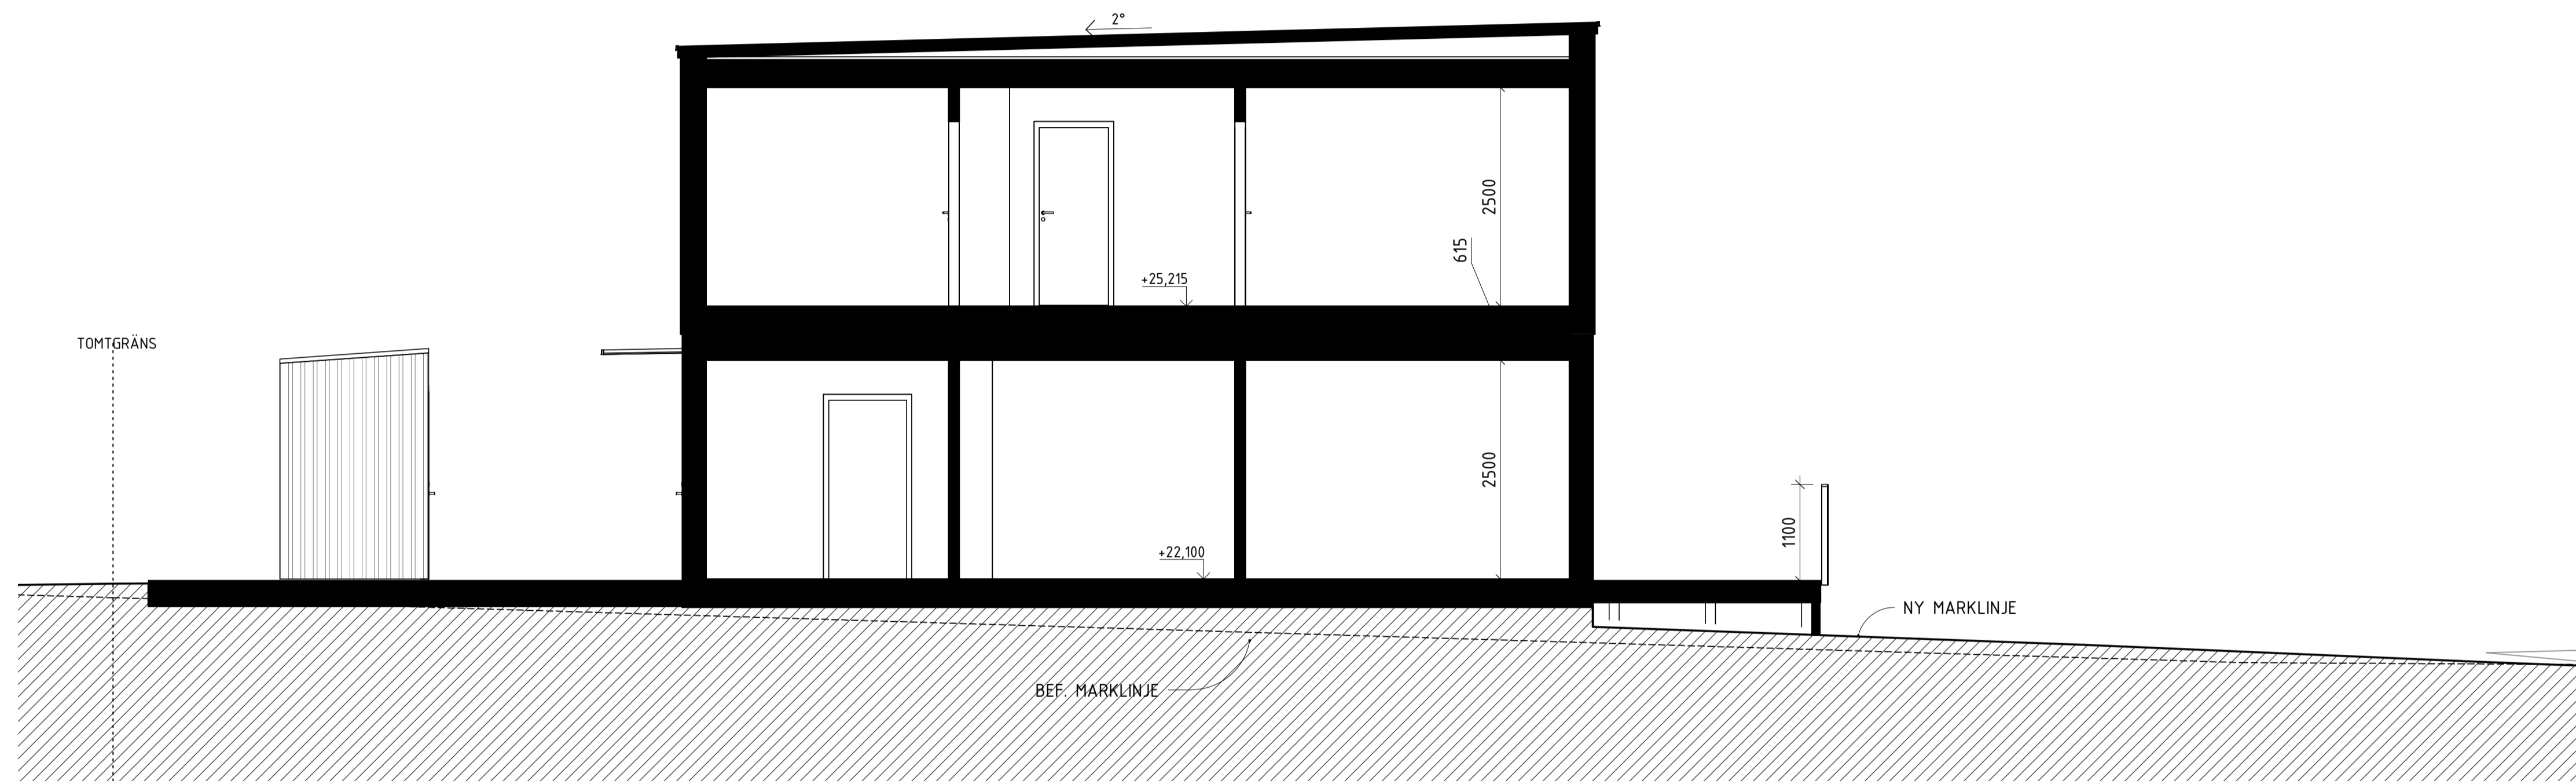 2°
2500
615
+25,215
TOMTGRÄNS
2500
1100
+22,100
NY MARKLINJE
BEF. MARKLINJE